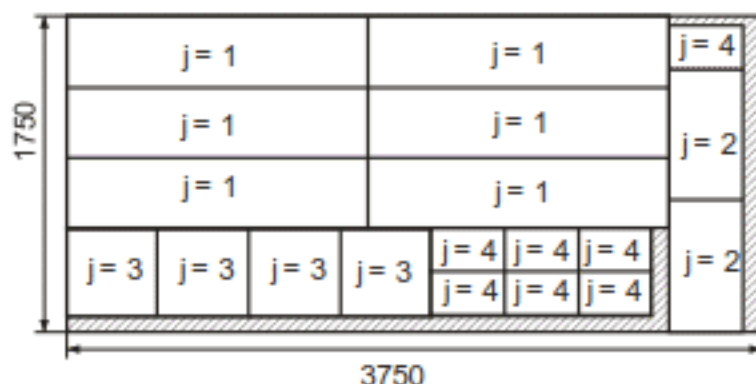 j = 1 j = 1 j = 4
j = 1 j = 1 j = 2
j = 1 j = 1
j = 3 j = 3 j = 3 j = 3 j = 4 j = 4 j = 4 j = 2
j = 4 j = 4 j = 4
1750
3750